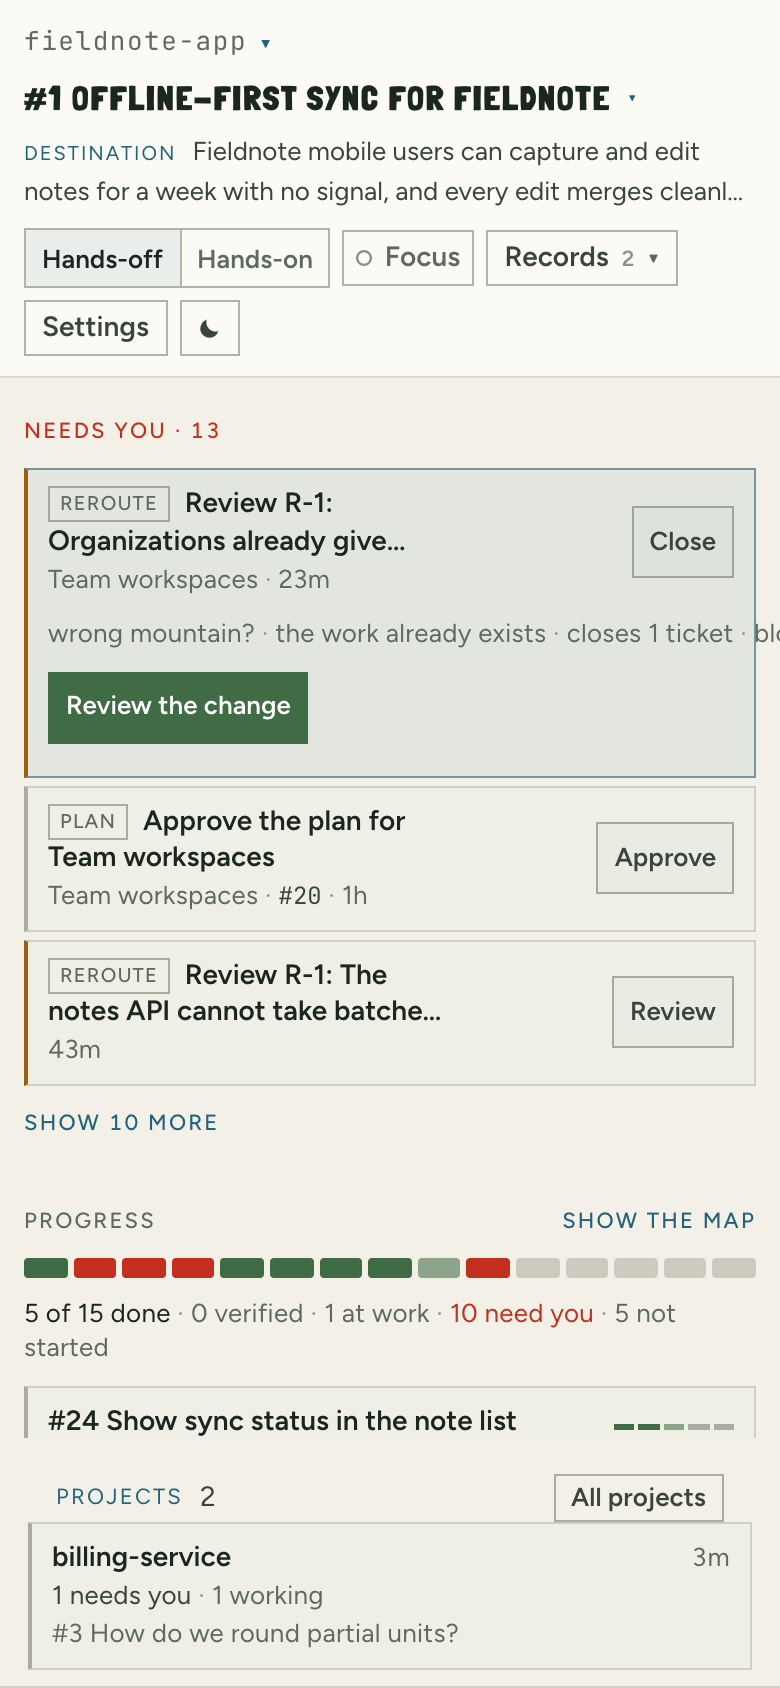 fieldnote-app ▾
#1 OFFLINE-FIRST SYNC FOR FIELDNOTE ▾
DESTINATION Fieldnote mobile users can capture and edit
notes for a week with no signal, and every edit merges cleanl...
Hands-off Hands-on Focus Records 2 ▾
Settings
NEEDS YOU · 13
REROUTE Review R-1:
Organizations already give...
Close
Team workspaces · 23m
wrong mountain? · the work already exists · closes 1 ticket ·
Review the change
PLAN Approve the plan for
Team workspaces
Approve
Team workspaces · #20 · 1h
REROUTE Review R-1: The
notes API cannot take batche...
Review
43m
SHOW 10 MORE
PROGRESS SHOW THE MAP
5 of 15 done · 0 verified · 1 at work · 10 need you · 5 not
started
#24 Show sync status in the note list
PROJECTS 2 All projects
billing-service 3m
1 needs you · 1 working
#3 How do we round partial units?